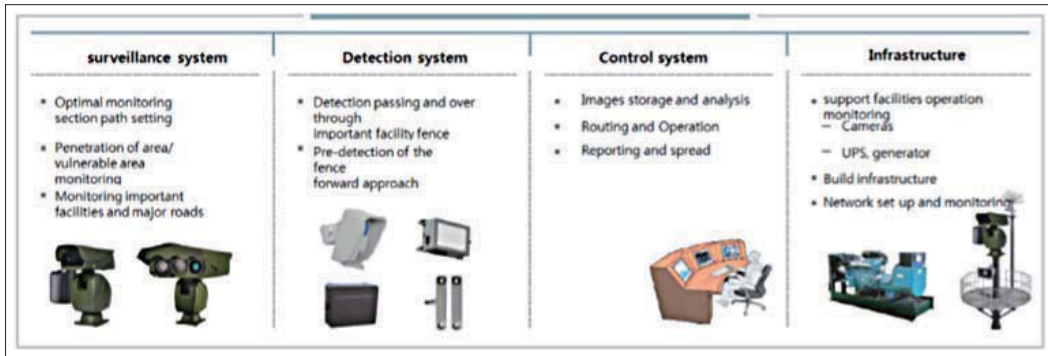 surveillance system
Optimal monitoring
section path setting
Penetration of area/
vulnerable area
monitoring
Monitoring important
facilities and major roads
Detection system
Detection passing and over
through
important facility fence
Pre-detection of the
fence
forward approach
Control system
Images storage and analysis
Routing and Operation
Reporting and spread
Infrastructure
support facilities operation
monitoring
– Cameras
– UPS, generator
Build infrastructure
Network set up and monitoring